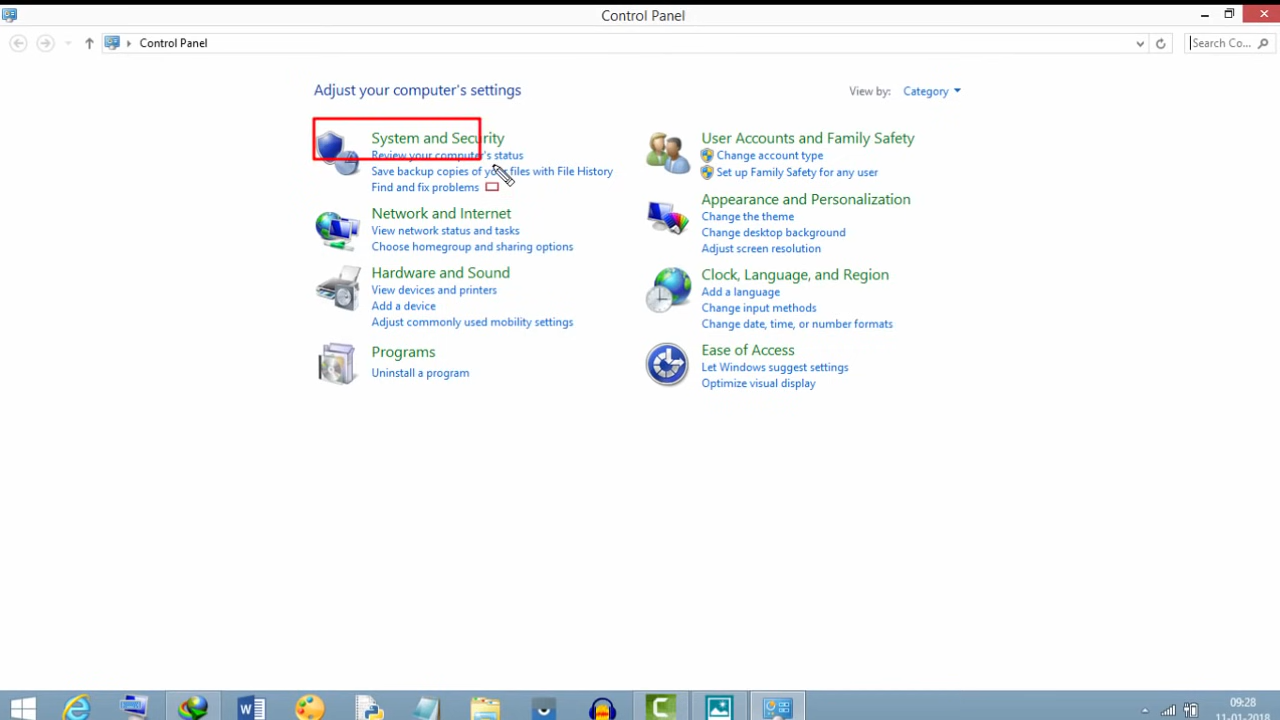 Control Panel
Control Panel
Search Co...
Adjust your computer's settings
View by: Category
System and Security
Review your computer's status
Save backup copies of your files with File History
Find and fix problems
Network and Internet
View network status and tasks
Choose homegroup and sharing options
Hardware and Sound
View devices and printers
Add a device
Adjust commonly used mobility settings
Programs
Uninstall a program
User Accounts and Family Safety
Change account type
Set up Family Safety for any user
Appearance and Personalization
Change the theme
Change desktop background
Adjust screen resolution
Clock, Language, and Region
Add a language
Change input methods
Change date, time, or number formats
Ease of Access
Let Windows suggest settings
Optimize visual display
09:28
11-01-2018